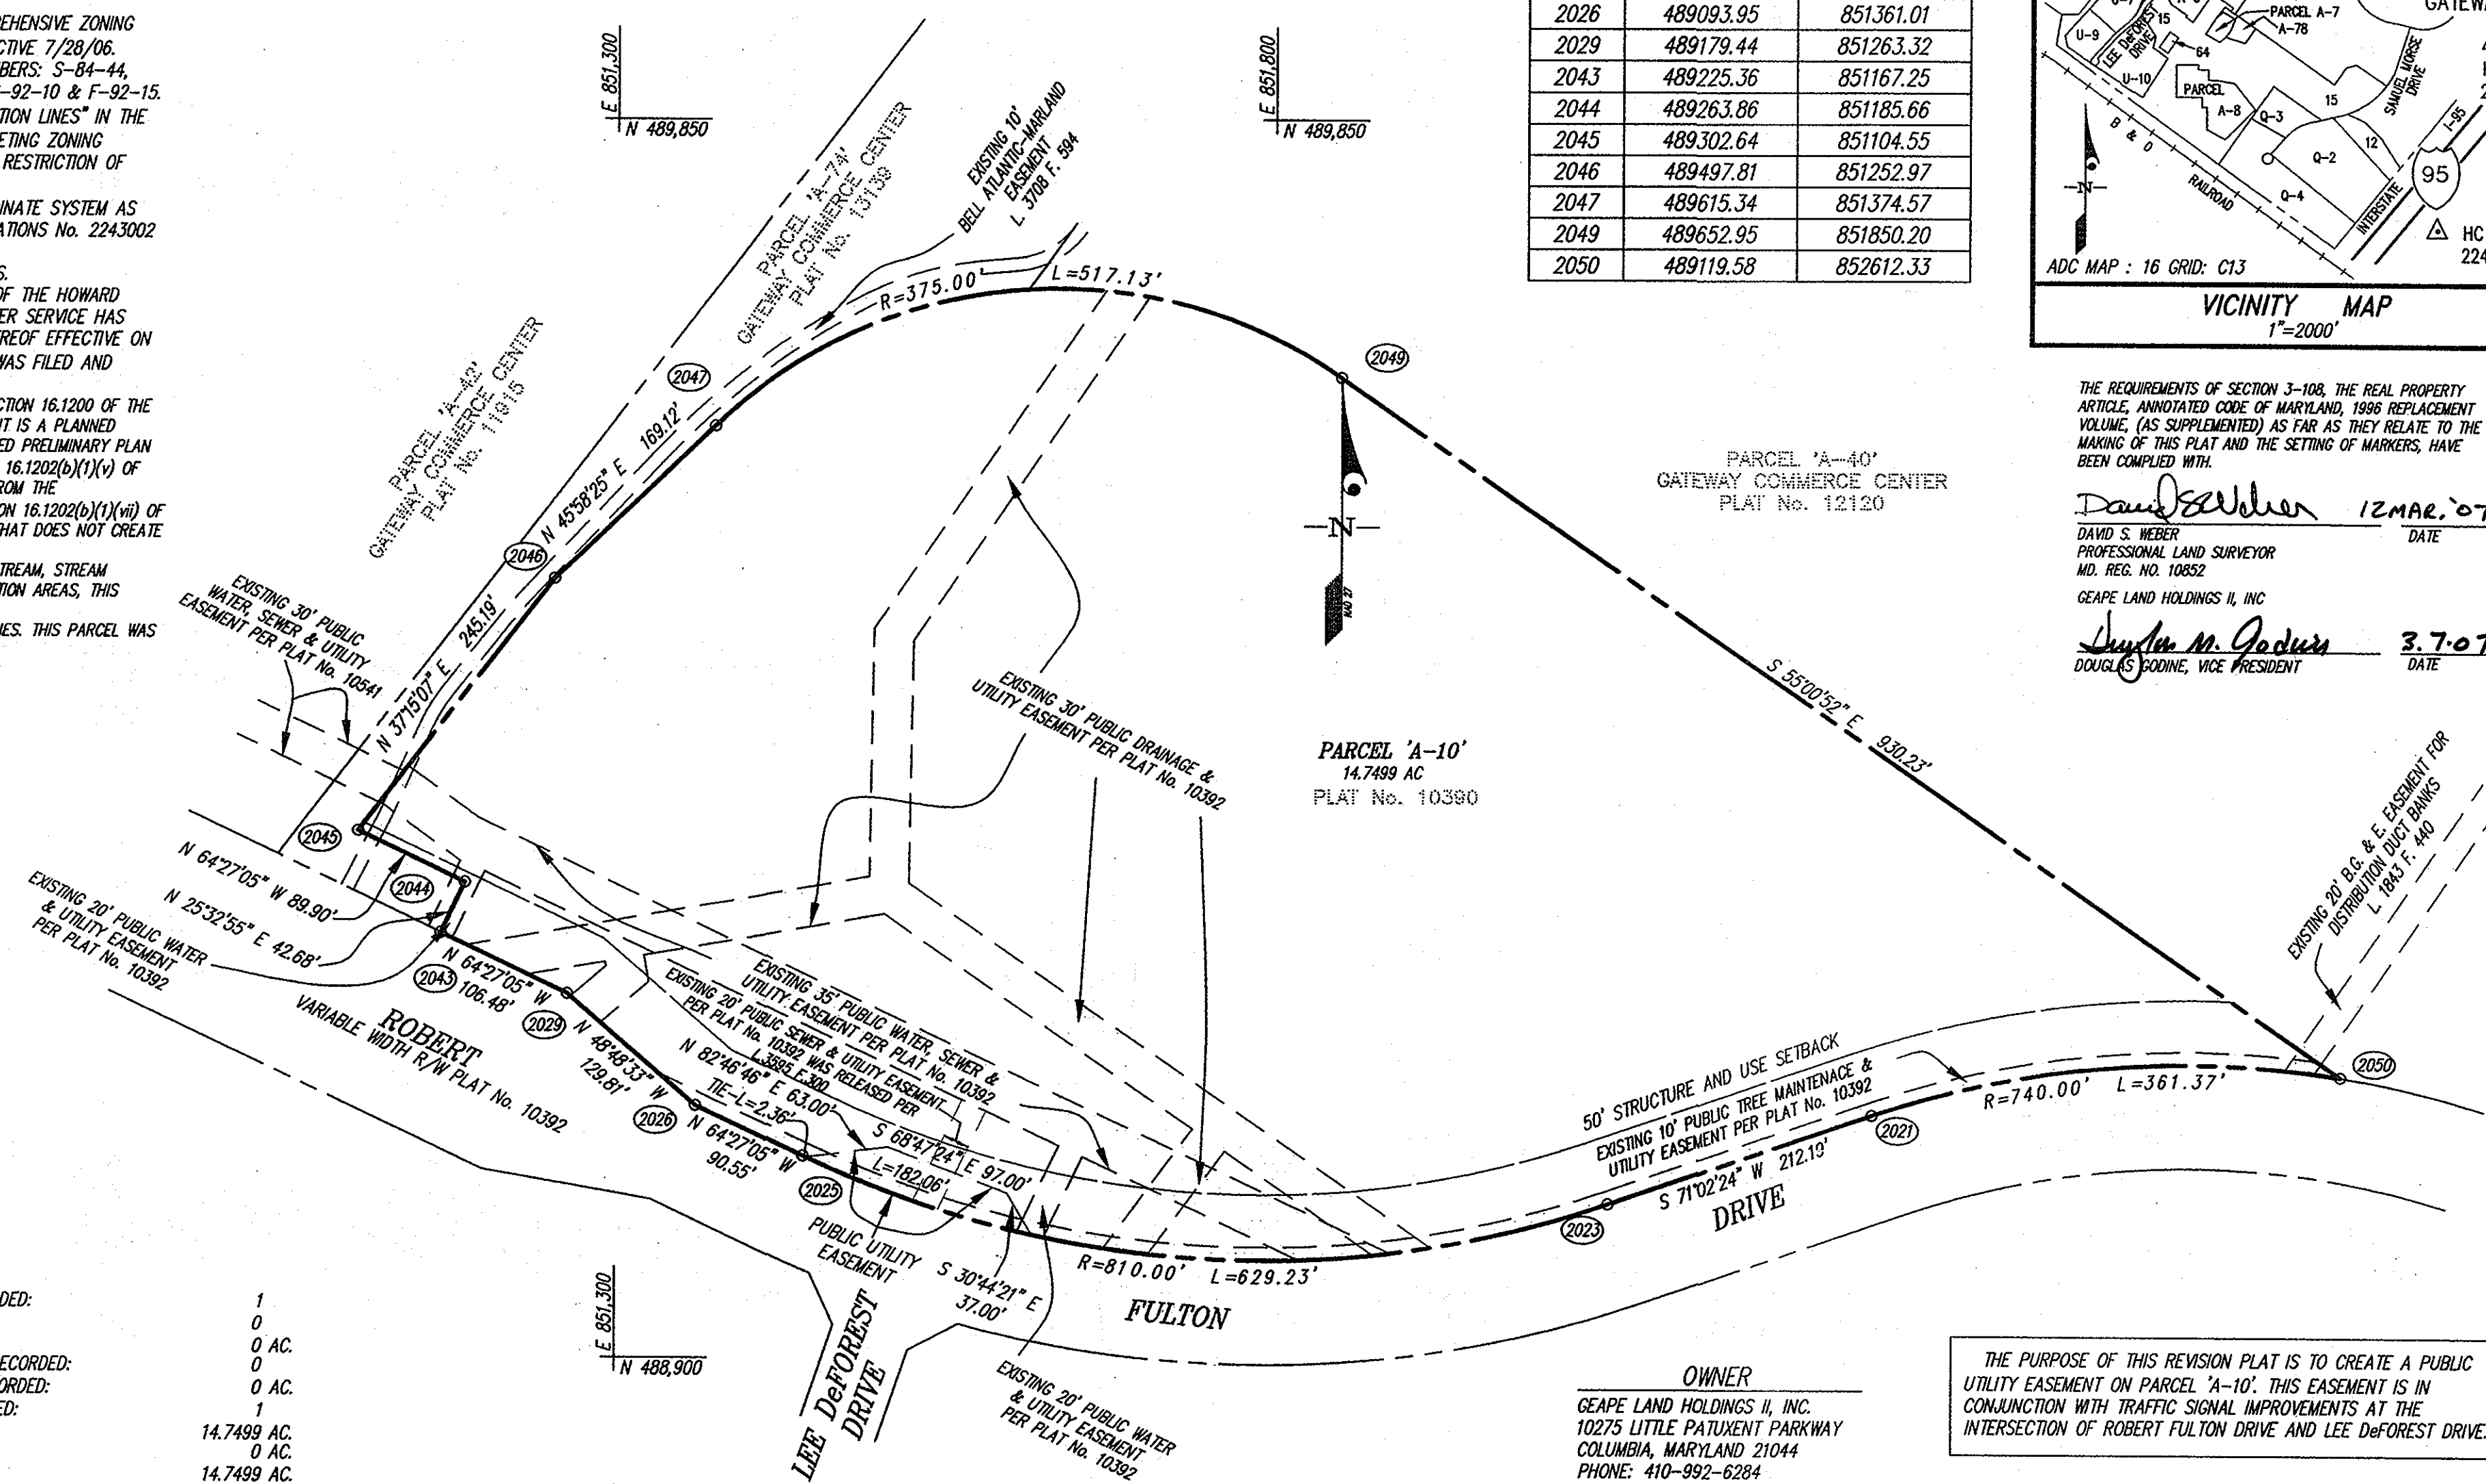 EHENSIVE ZONING
CTIVE 7/28/06.
BERS: S-84-44,
-92-10 & F-92-15.
TION LINES" IN THE
ETING ZONING
RESTRICTION OF
INATE SYSTEM AS
ATIONS No. 2243002
S.
OF THE HOWARD
ER SERVICE HAS
EREOF EFFECTIVE ON
WAS FILED AND
CTION 16.1200 OF THE
IT IS A PLANNED
ED PRELIMINARY PLAN
16.1202(b)(1)(v) OF
ROM THE
ON 16.1202(b)(1)(vii) OF
THAT DOES NOT CREATE
TREAM, STREAM
TION AREAS, THIS
IES. THIS PARCEL WAS
E 851,300
N 489,850
E 851,800
N 489,850
2026 489093.95 851361.01
2029 489179.44 851263.32
2043 489225.36 851167.25
2044 489263.86 851185.66
2045 489302.64 851104.55
2046 489497.81 851252.97
2047 489615.34 851374.57
2049 489652.95 851850.20
2050 489119.58 852612.33
GATEWA
PARCEL A-7
A-78
15
U-9
LEE DeFOREST
DRIVE
64
U-10
PARCEL
A-8
15
SAMUEL MORSE
DRIVE
Q-3
12
Q-2
Q-4
I-95
95
INTERSTATE
B & O
RAILROAD
-N-
HC
224
ADC MAP : 16 GRID: C13
VICINITY MAP
1"=2000'
THE REQUIREMENTS OF SECTION 3-108, THE REAL PROPERTY
ARTICLE, ANNOTATED CODE OF MARYLAND, 1996 REPLACEMENT
VOLUME, (AS SUPPLEMENTED) AS FAR AS THEY RELATE TO THE
MAKING OF THIS PLAT AND THE SETTING OF MARKERS, HAVE
BEEN COMPLIED WITH.
12 MAR. '07
DAVID S. WEBER
DATE
PROFESSIONAL LAND SURVEYOR
MD. REG. NO. 10852
GEAPE LAND HOLDINGS II, INC
3.7.07
DOUGLAS GODINE, VICE PRESIDENT
DATE
PARCEL 'A-74'
GATEWAY COMMERCE CENTER
PLAT No. 13139
EXISTING 10'
BELL ATLANTIC-MARLAND
EASEMENT
L. 3708 F. 594
R=375.00'
L=517.13'
PARCEL 'A-42'
GATEWAY COMMERCE CENTER
PLAT No. 11915
2047
2049
N 45°58'25" E 169.12'
2046
N 37°15'07" E 245.19'
EXISTING 30' PUBLIC
WATER, SEWER & UTILITY
EASEMENT PER PLAT No. 10541
-N-
NAD 27
PARCEL 'A-40'
GATEWAY COMMERCE CENTER
PLAT No. 12120
S 55°00'52" E 930.23'
EXISTING 30' PUBLIC DRAINAGE &
UTILITY EASEMENT PER PLAT No. 10392
PARCEL 'A-10'
14.7499 AC
PLAT No. 10390
EXISTING 20' B.G. & E. EASEMENT FOR
DISTRIBUTION DUCT BANKS
L. 1843 F. 440
2045
N 64°27'05" W 89.90'
2044
N 25°32'55" E 42.68'
EXISTING 20' PUBLIC WATER
& UTILITY EASEMENT
PER PLAT No. 10392
2043
N 64°27'05" W
106.48'
2029
ROBERT
VARIABLE WIDTH R/W PLAT No. 10392
N 48°48'33" W
129.81'
2026
EXISTING 35' PUBLIC WATER, SEWER &
UTILITY EASEMENT PER PLAT No. 10392
EXISTING 20' PUBLIC SEWER & UTILITY EASEMENT
PER PLAT No. 10392 WAS RELEASED PER
L.3595 F.300
N 82°46'46" E 63.00'
TIE-L=2.36'
N 64°27'05" W
90.55'
2025
S 68°47'24" E 97.00'
L=182.06'
PUBLIC UTILITY
EASEMENT
S 30°44'21" E
37.00'
R=810.00' L=629.23'
FULTON
50' STRUCTURE AND USE SETBACK
EXISTING 10' PUBLIC TREE MAINTENACE &
UTILITY EASEMENT PER PLAT No. 10392
S 71°02'24" W 212.19'
DRIVE
2023
2021
R=740.00' L=361.37'
2050
E 851,300
N 488,900
LEE DeFOREST
DRIVE
EXISTING 20' PUBLIC WATER
& UTILITY EASEMENT
PER PLAT No. 10392
DED: 1
0
0 AC.
ECORDED: 0
ORDED: 0 AC.
ED: 1
14.7499 AC.
0 AC.
14.7499 AC.
OWNER
GEAPE LAND HOLDINGS II, INC.
10275 LITTLE PATUXENT PARKWAY
COLUMBIA, MARYLAND 21044
PHONE: 410-992-6284
THE PURPOSE OF THIS REVISION PLAT IS TO CREATE A PUBLIC
UTILITY EASEMENT ON PARCEL 'A-10'. THIS EASEMENT IS IN
CONJUNCTION WITH TRAFFIC SIGNAL IMPROVEMENTS AT THE
INTERSECTION OF ROBERT FULTON DRIVE AND LEE DeFOREST DRIVE.